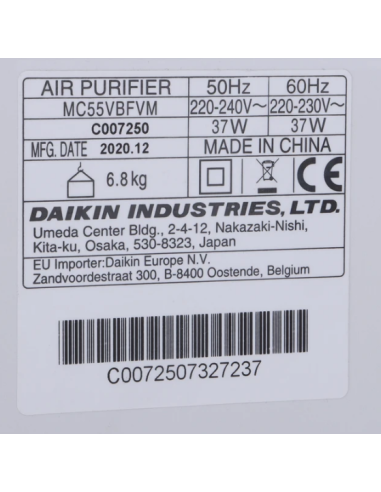 AIR PURIFIER 50Hz 60Hz
MC55VBFVM 220-240V~ 220-230V~
C007250 37W 37W
MFG. DATE 2020.12 MADE IN CHINA
6.8kg CE
DAIKIN INDUSTRIES, LTD.
Umeda Center Bldg., 2-4-12, Nakazaki-Nishi,
Kita-ku, Osaka, 530-8323, Japan
EU Importer:Daikin Europe N.V.
Zandvoordestraat 300, B-8400 Oostende, Belgium
C0072507327237